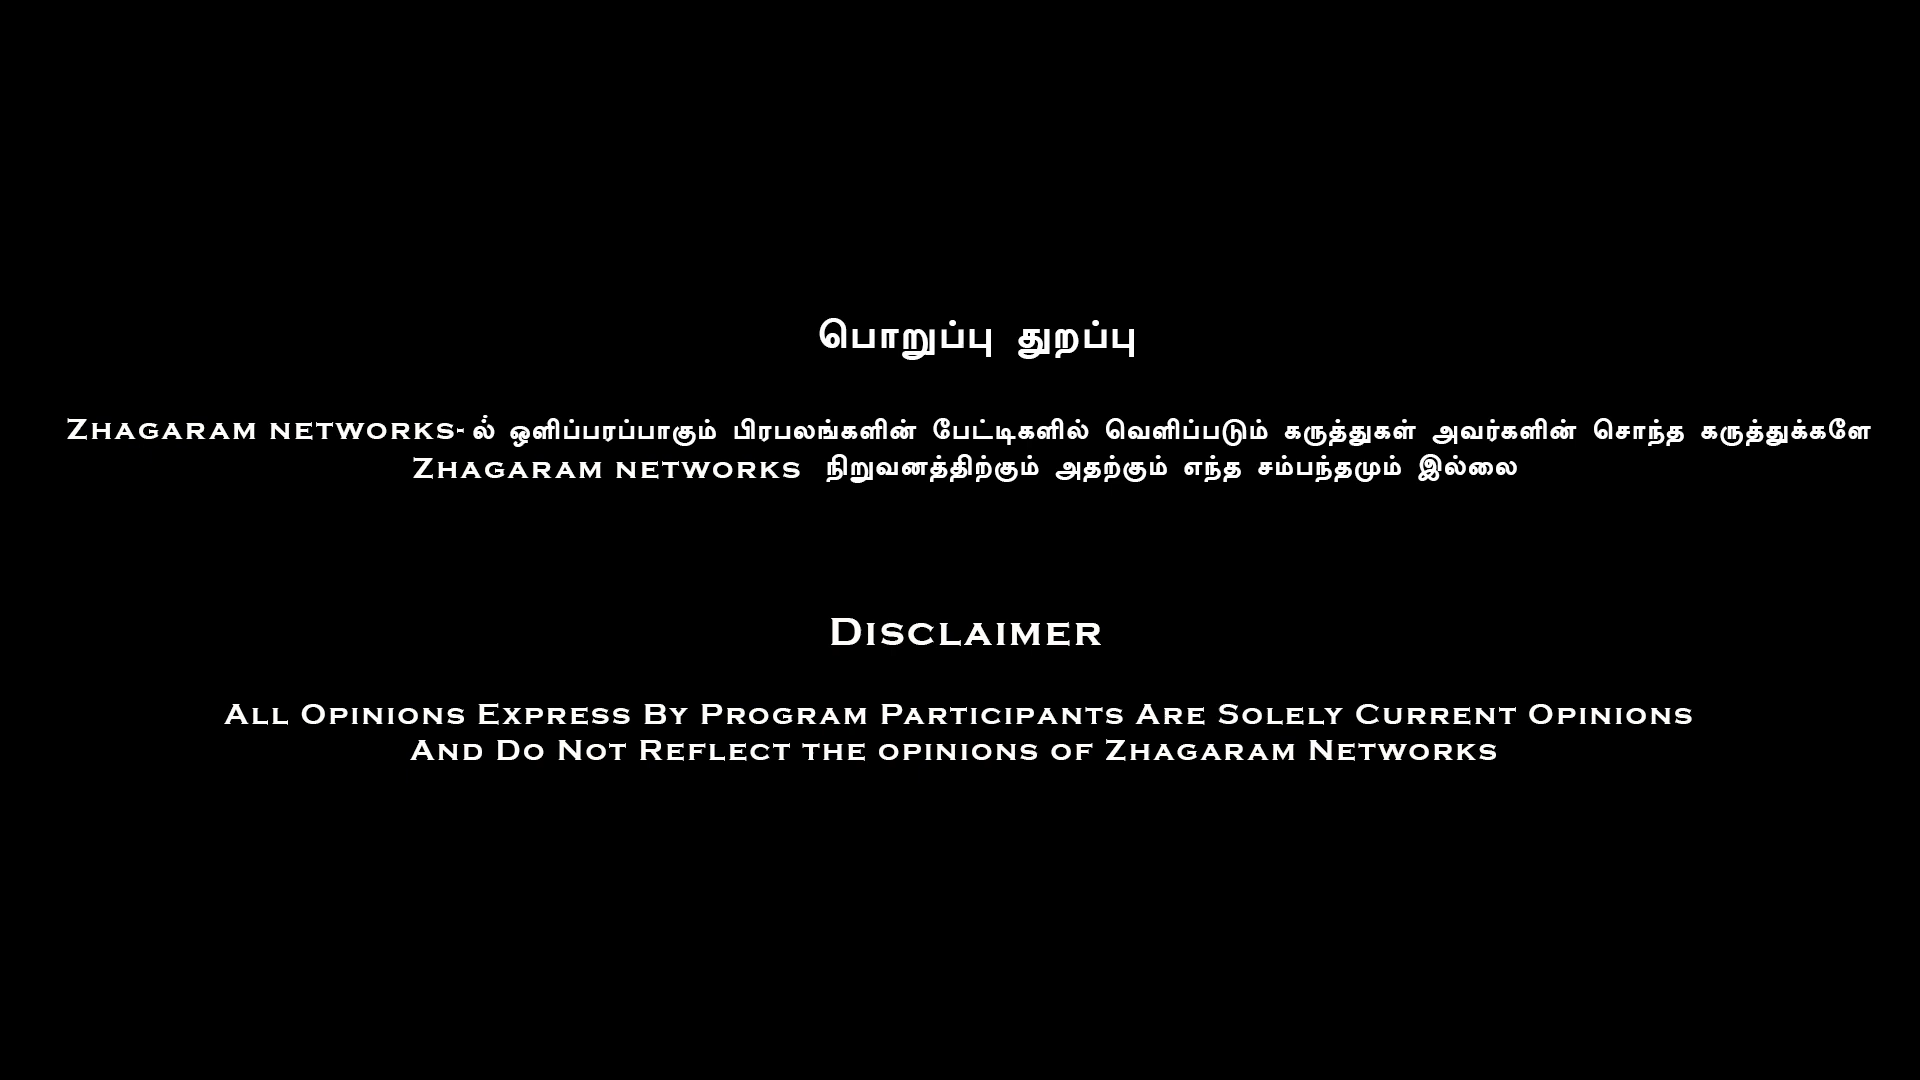 பொறுப்பு துறப்பு
Zhagaram networks-ல் ஒளிப்பரப்பாகும் பிரபலங்களின் பேட்டிகளில் வெளிப்படும் கருத்துகள் அவர்களின் சொந்த கருத்துக்களே
Zhagaram networks நிறுவனத்திற்கும் அதற்கும் எந்த சம்பந்தமும் இல்லை
Disclaimer
All Opinions Express By Program Participants Are Solely Current Opinions
And Do Not Reflect the opinions of Zhagaram Networks